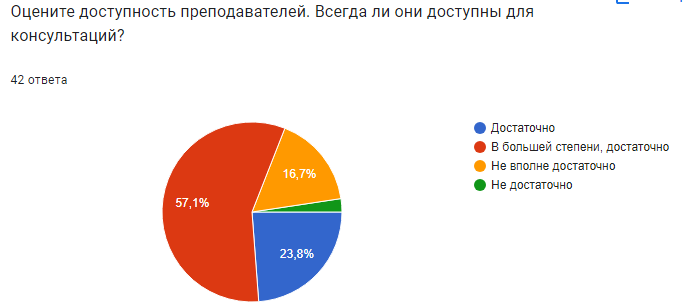 Оцените доступность преподавателей. Всегда ли они доступны для
консультаций?
42 ответа
Достаточно
В большей степени, достаточно
Не вполне достаточно
Не достаточно
16,7%
57,1%
23,8%